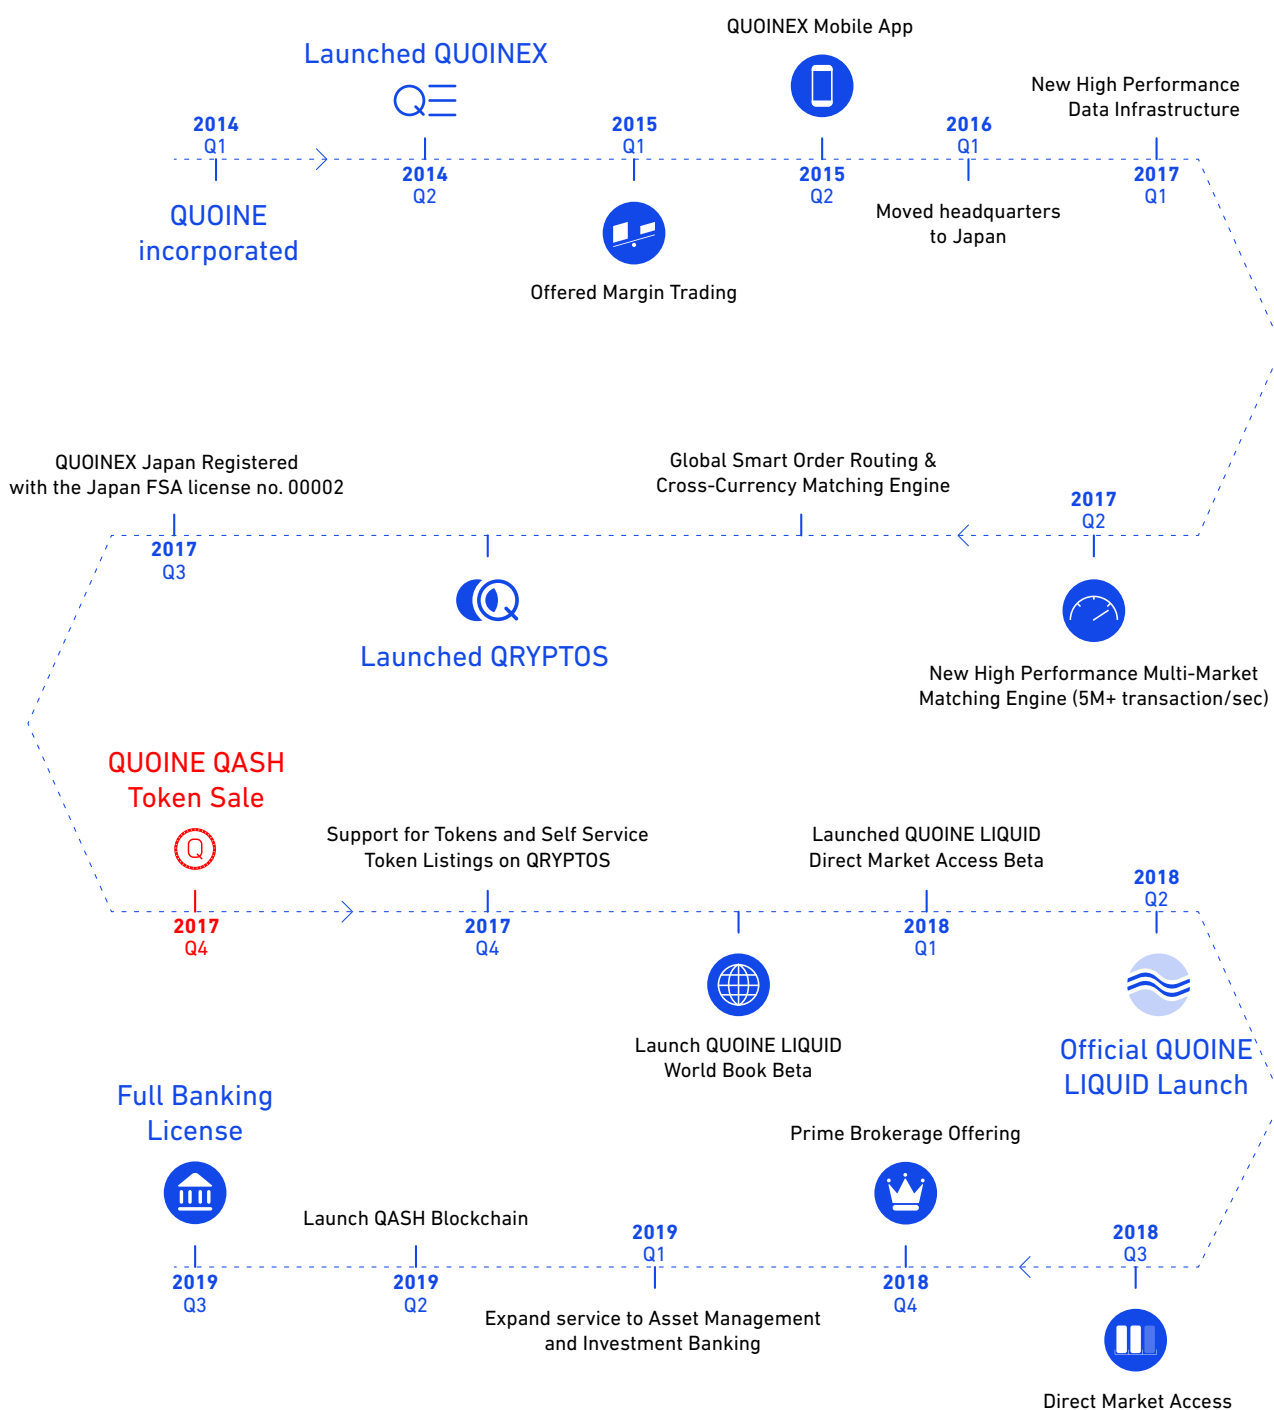 2014
Q1
QUOINE
incorporated
Launched QUOINEX
2014
Q2
2015
Q1
Offered Margin Trading
QUOINEX Mobile App
2015
Q2
2016
Q1
Moved headquarters
to Japan
New High Performance
Data Infrastructure
2017
Q1
2017
Q2
New High Performance Multi-Market
Matching Engine (5M+ transaction/sec)
Global Smart Order Routing &
Cross-Currency Matching Engine
Q
Launched QRYPTOS
QUOINEX Japan Registered
with the Japan FSA license no. 00002
2017
Q3
QUOINE QASH
Token Sale
Q
2017
Q4
Support for Tokens and Self Service
Token Listings on QRYPTOS
2017
Q4
Launch QUOINE LIQUID
World Book Beta
Launched QUOINE LIQUID
Direct Market Access Beta
2018
Q1
2018
Q2
Official QUOINE
LIQUID Launch
2018
Q3
Direct Market Access
Prime Brokerage Offering
2018
Q4
2019
Q1
Expand service to Asset Management
and Investment Banking
Launch QASH Blockchain
2019
Q2
Full Banking
License
2019
Q3